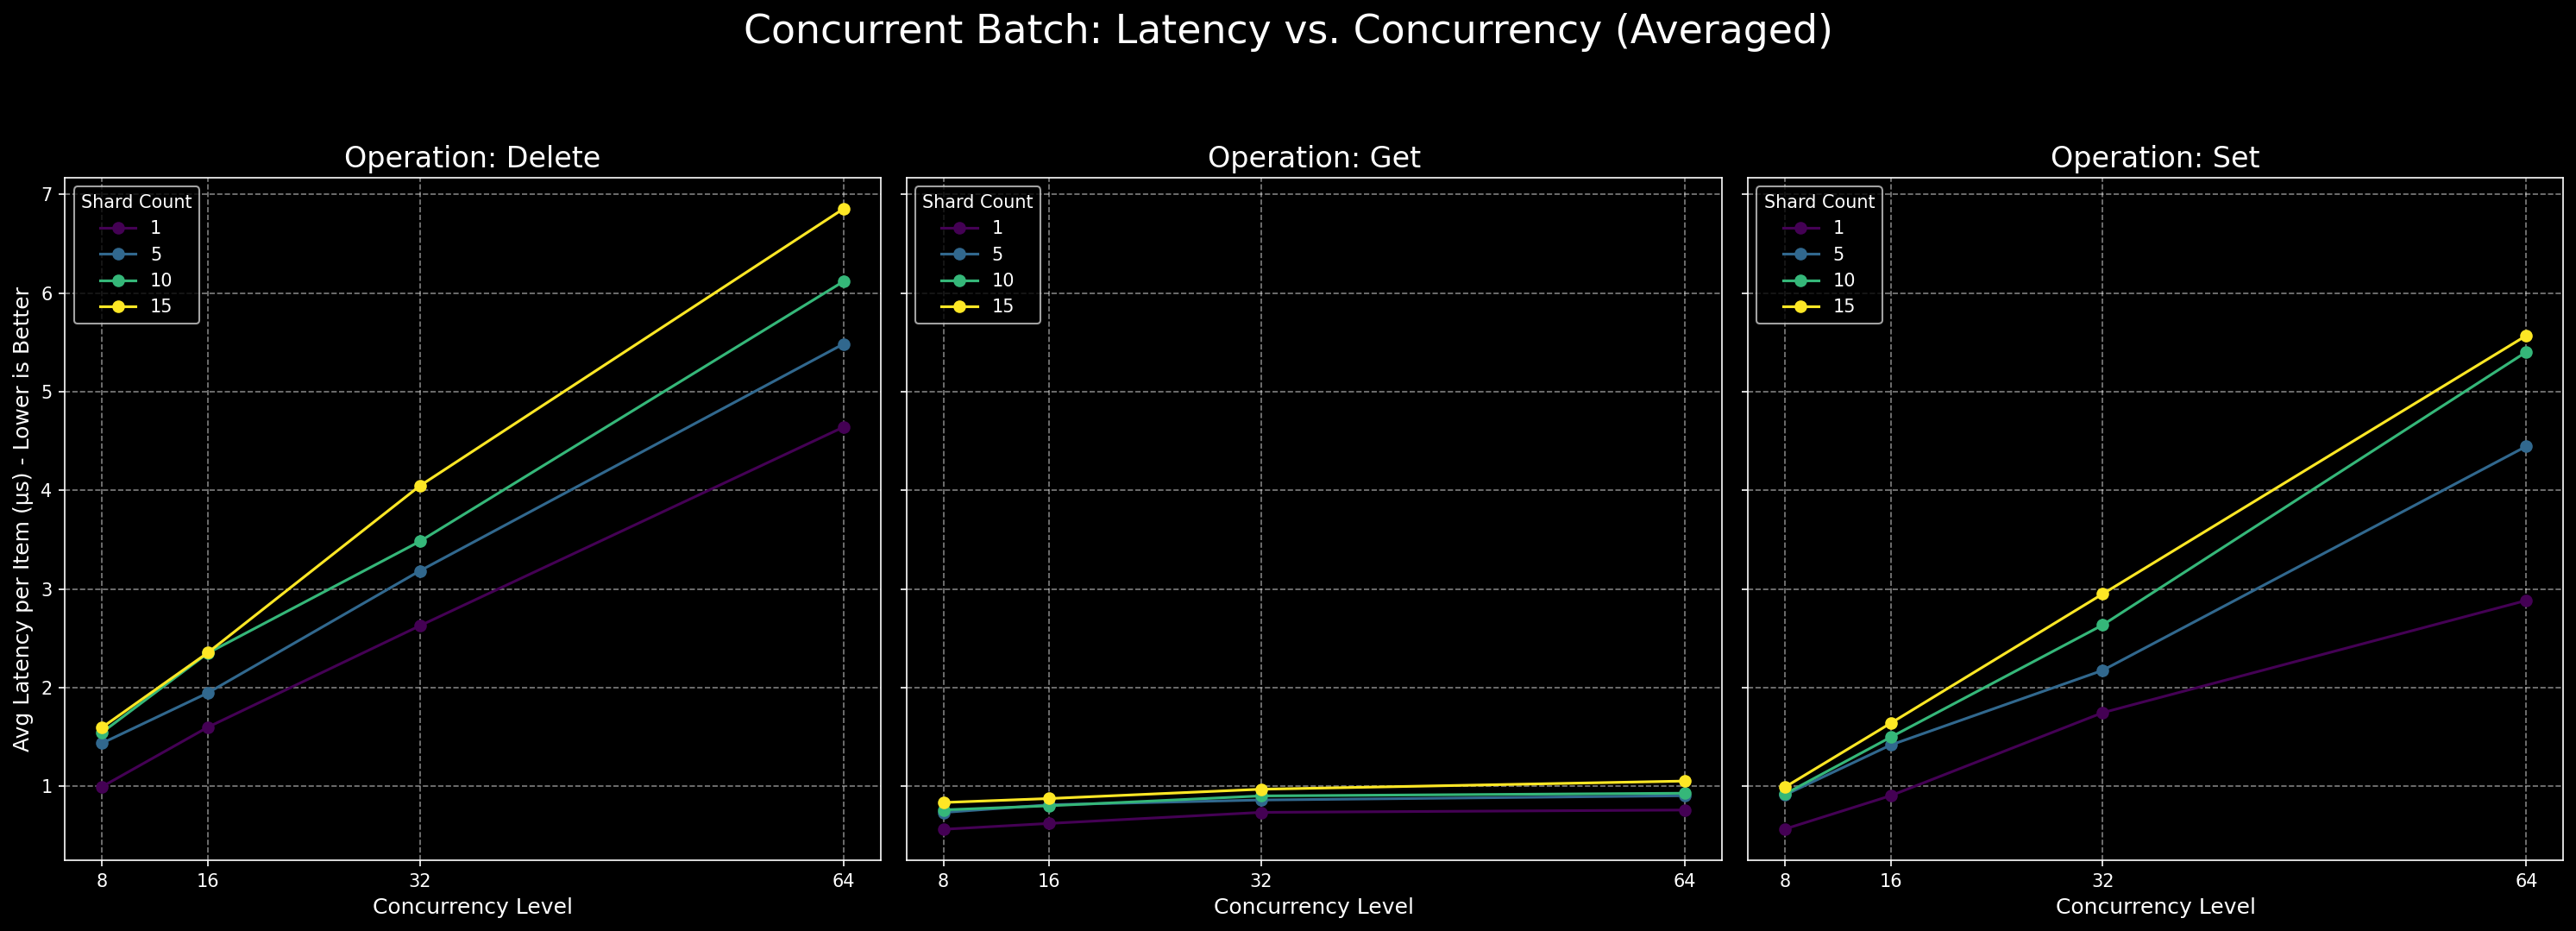 Concurrent Batch: Latency vs. Concurrency (Averaged)
Operation: Delete
Avg Latency per Item (µs) - Lower is Better
7
6
5
4
3
2
1
Shard Count
1
5
10
15
8 16 32 64
Concurrency Level
Operation: Get
Shard Count
1
5
10
15
8 16 32 64
Concurrency Level
Operation: Set
Shard Count
1
5
10
15
8 16 32 64
Concurrency Level